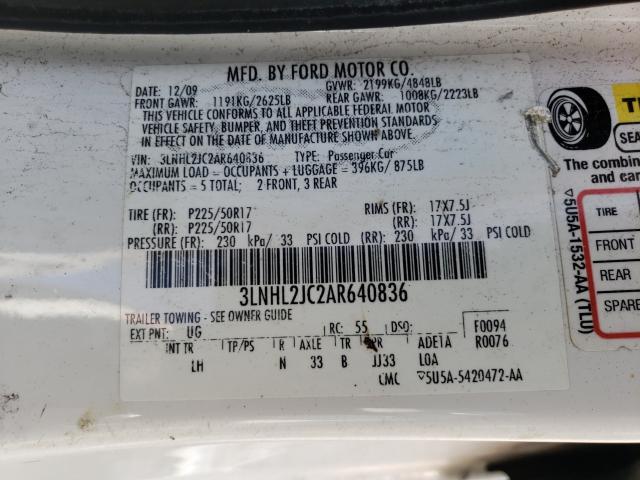 MFD. BY FORD MOTOR CO.
DATE: 12/09 GVWR: 2199KG/4848LB
FRONT GAWR: 1191KG/2625LB REAR GAWR: 1008KG/2223LB
THIS VEHICLE CONFORMS TO ALL APPLICABLE FEDERAL MOTOR
VEHICLE SAFETY, BUMPER, AND THEFT PREVENTION STANDARDS
IN EFFECT ON THE DATE OF MANUFACTURE SHOWN ABOVE.
VIN: 3LNHL2JC2AR640836 TYPE: Passenger Car
MAXIMUM LOAD = OCCUPANTS + LUGGAGE = 396KG/ 875LB
OCCUPANTS = 5 TOTAL; 2 FRONT, 3 REAR
TIRE (FR): P225/50R17 RIMS (FR): 17X7.5J
(RR): P225/50R17 (RR): 17X7.5J
PRESSURE (FR): 230 kPa/ 33 PSI COLD (RR): 230 kPa/ 33 PSI COLD
3LNHL2JC2AR640836
TRAILER TOWING - SEE OWNER GUIDE
EXT PNT: UG RC: 55 DSO: F0094
INT TR TP/PS R AXLE TR SPR ADE1A R0076
LH N 33 B JJ33 LOA
CMC ▽5U5A-5420472-AA
SEA
The combin
and car
TIRE
FRONT
REAR
SPARE
▽5U5A-1532-AA (TLU)